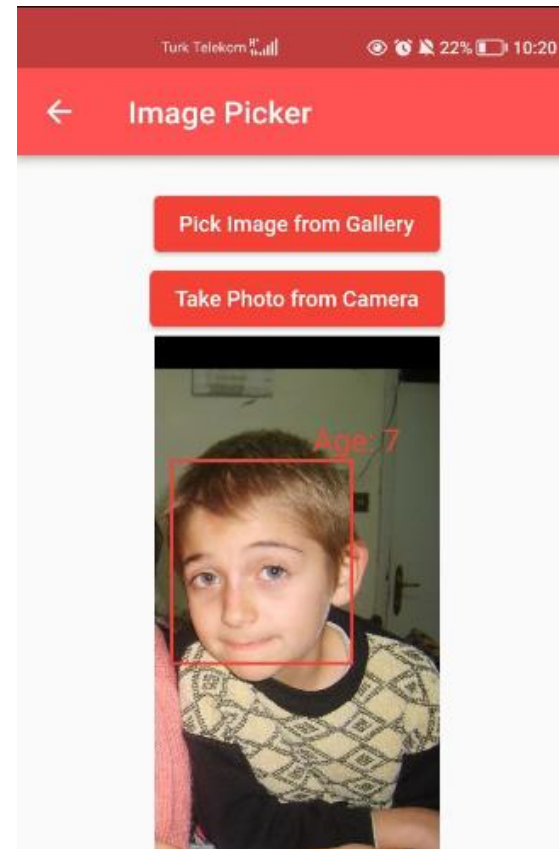 Turk Telekom 22% 10:20
Image Picker
Pick Image from Gallery
Take Photo from Camera
Age: 7